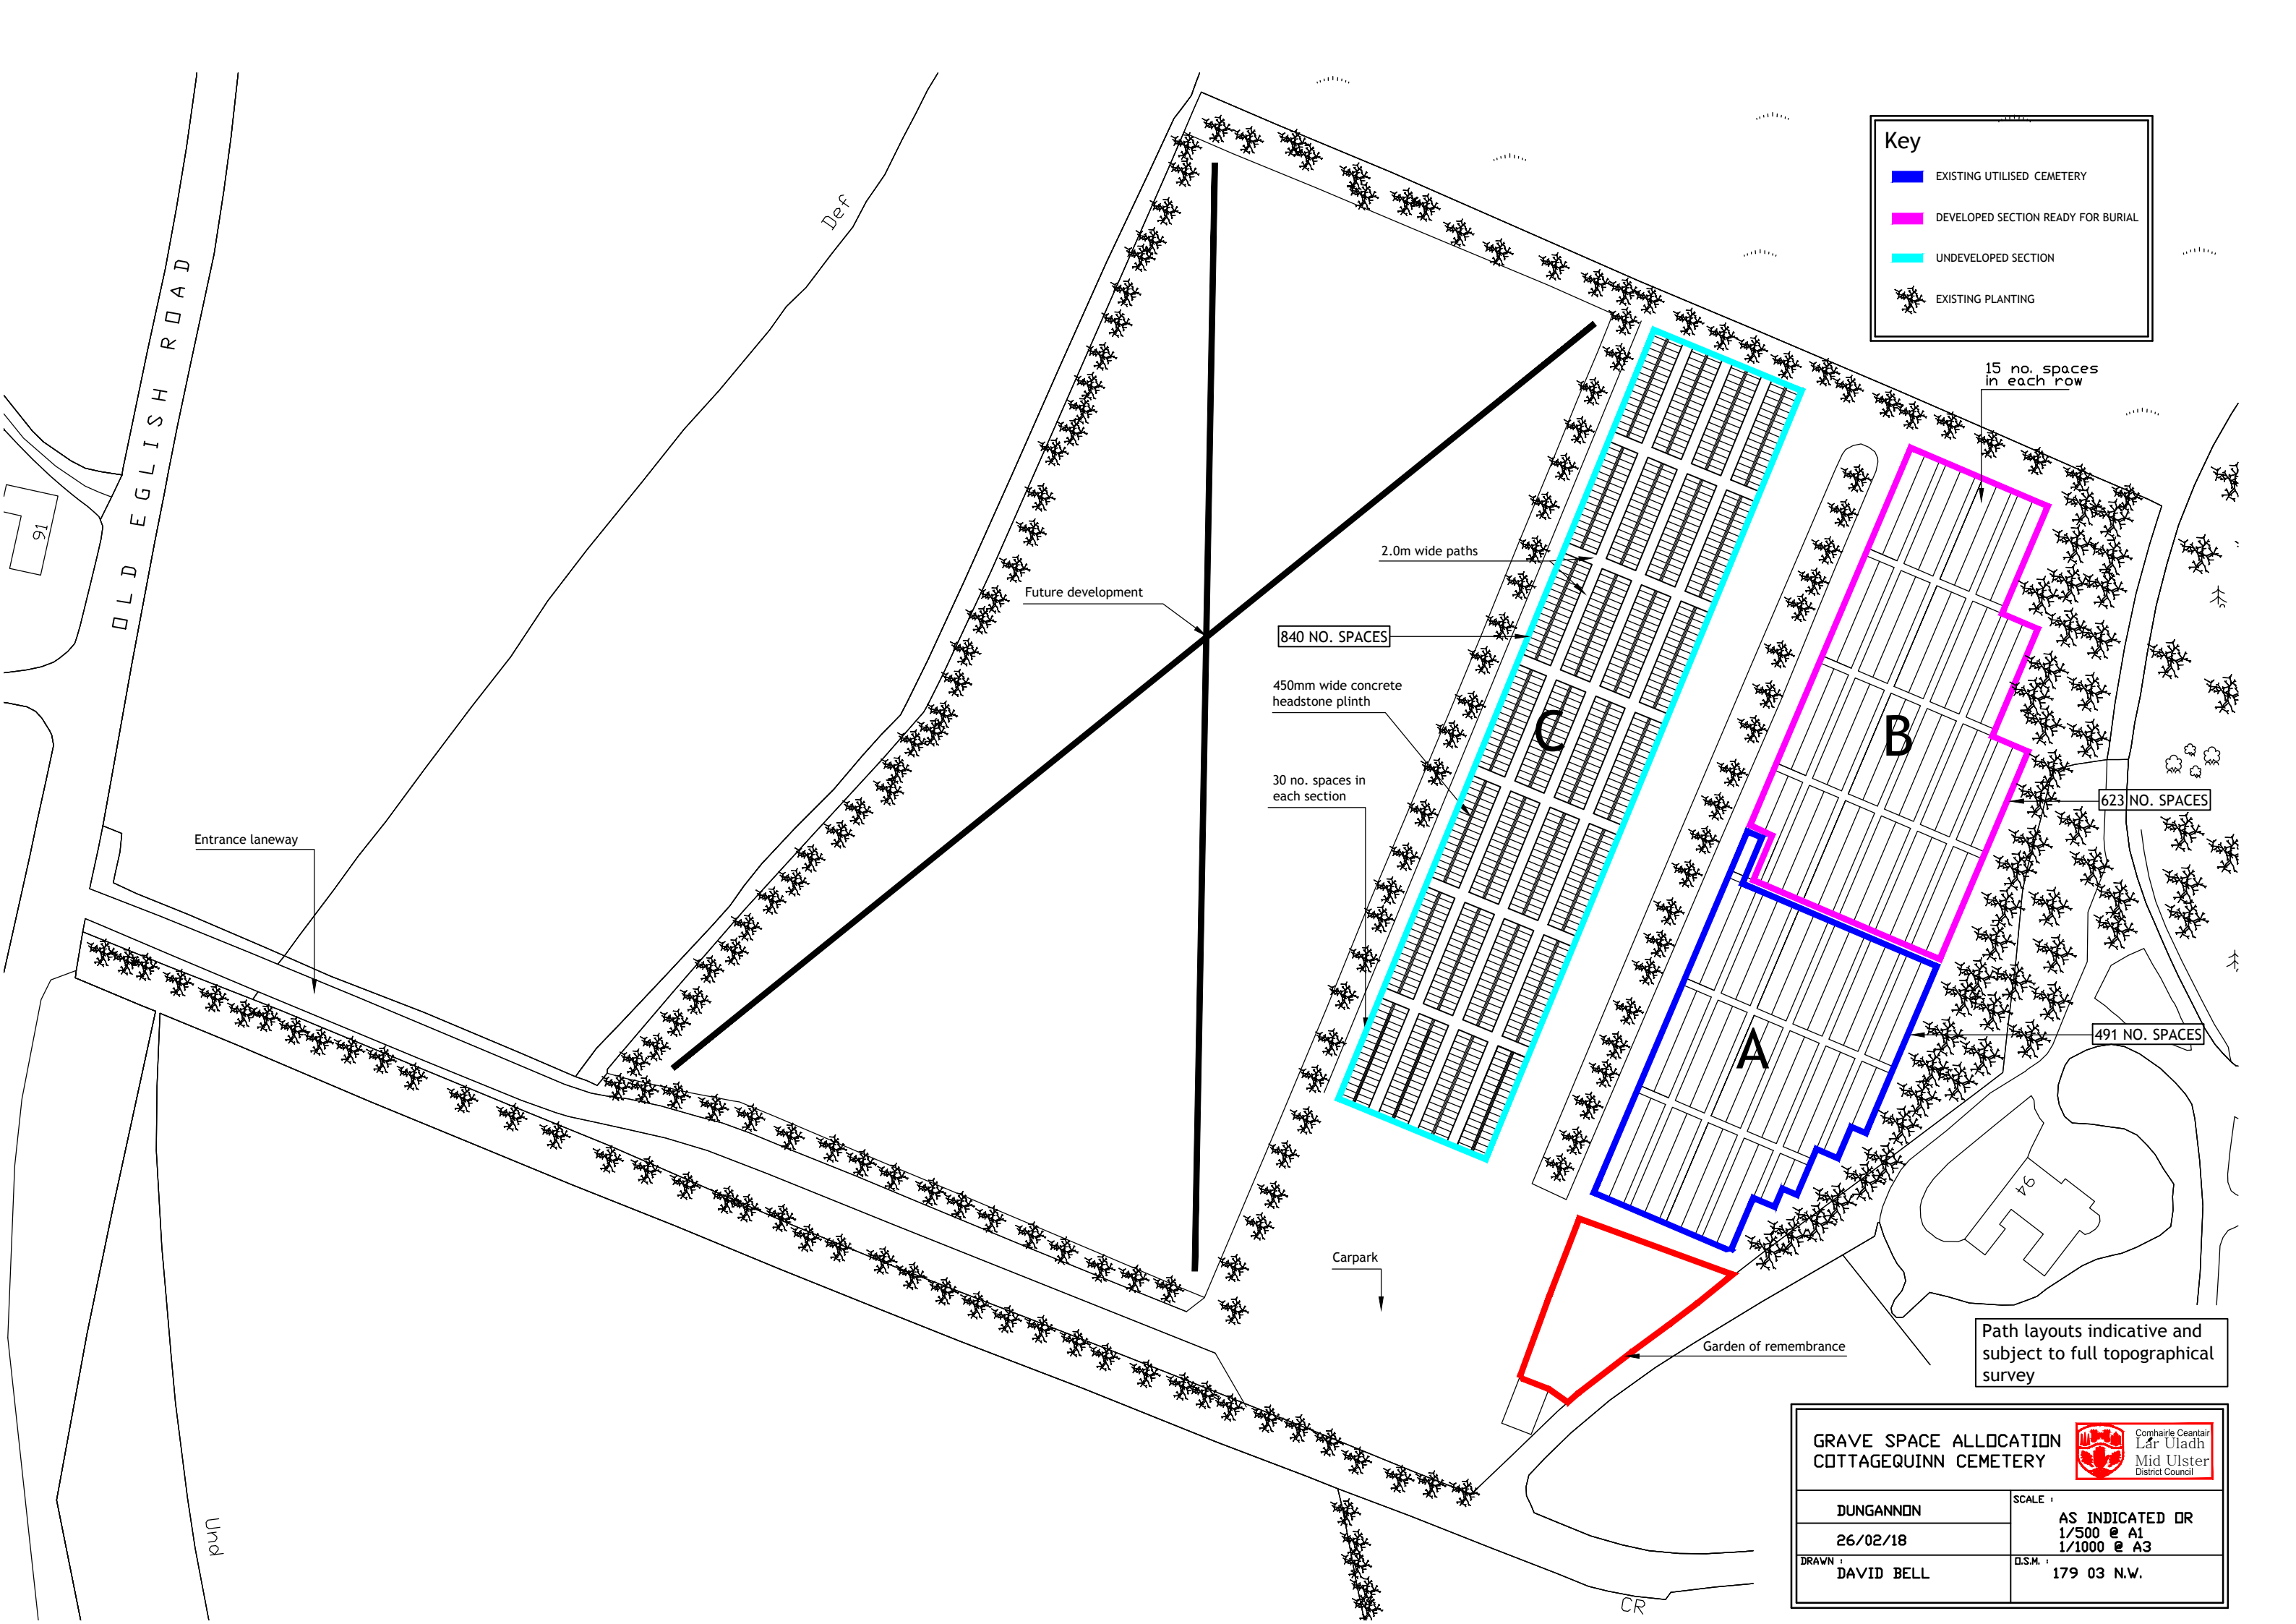 Key
EXISTING UTILISED CEMETERY
DEVELOPED SECTION READY FOR BURIAL
UNDEVELOPED SECTION
EXISTING PLANTING
Def
OLD EGLISH ROAD
91
15 no. spaces
in each row
2.0m wide paths
Future development
840 NO. SPACES
450mm wide concrete
headstone plinth
30 no. spaces in
each section
C
B
623 NO. SPACES
Entrance laneway
A
491 NO. SPACES
94
Carpark
Garden of remembrance
Path layouts indicative and
subject to full topographical
survey
Und
CR
GRAVE SPACE ALLOCATION
COTTAGEQUINN CEMETERY
Comhairle Ceantair
Lár Uladh
Mid Ulster
District Council
DUNGANNON
26/02/18
DRAWN :
DAVID BELL
SCALE :
AS INDICATED OR
1/500 @ A1
1/1000 @ A3
O.S.M. :
179 03 N.W.